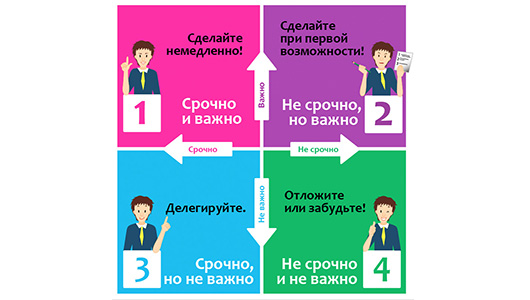 Сделайте
немедленно!
1
Срочно
и важно
Сделайте
при первой
возможности!
Не срочно,
но важно
2
Важно
Срочно
Не срочно
Не важно
Делегируйте.
3
Срочно,
но не важно
Отложите
или забудьте!
Не срочно
и не важно
4